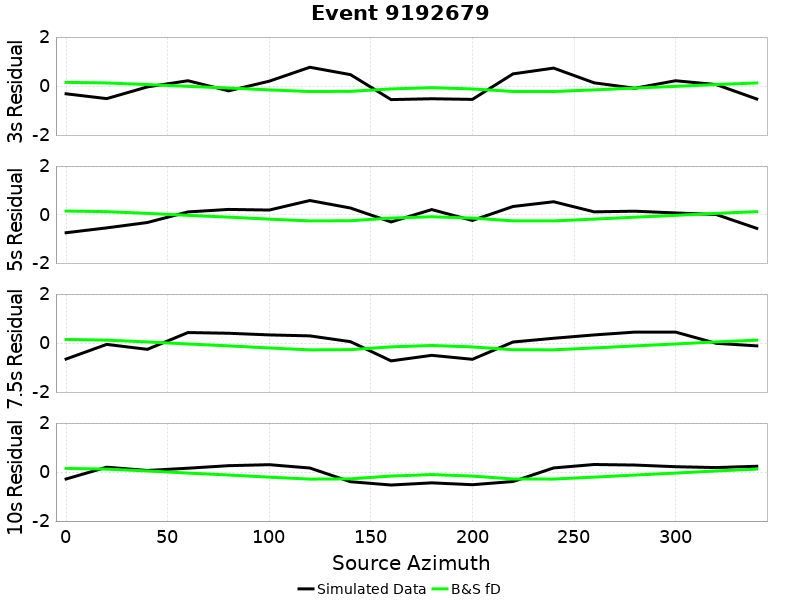 Event 9192679
3s Residual
2
0
-2
5s Residual
2
0
-2
7.5s Residual
2
0
-2
10s Residual
2
0
-2
0 50 100 150 200 250 300
Source Azimuth
Simulated Data B&S fD